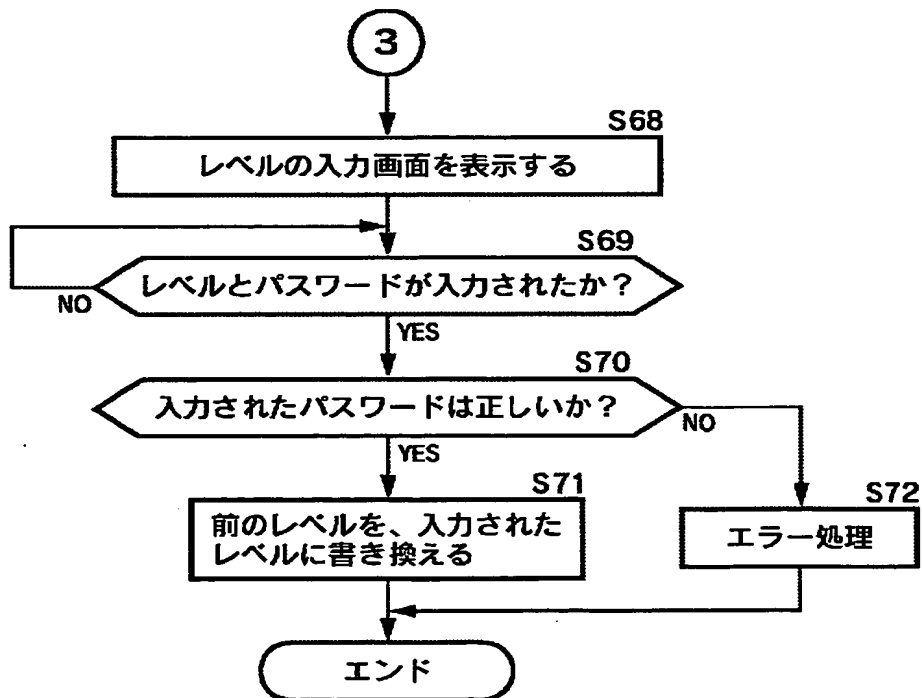 3
S68
レベルの入力画面を表示する
S69
レベルとパスワードが入力されたか？
NO
YES
S70
入力されたパスワードは正しいか？
NO
YES
S71
前のレベルを、入力された
レベルに書き換える
S72
エラー処理
エンド